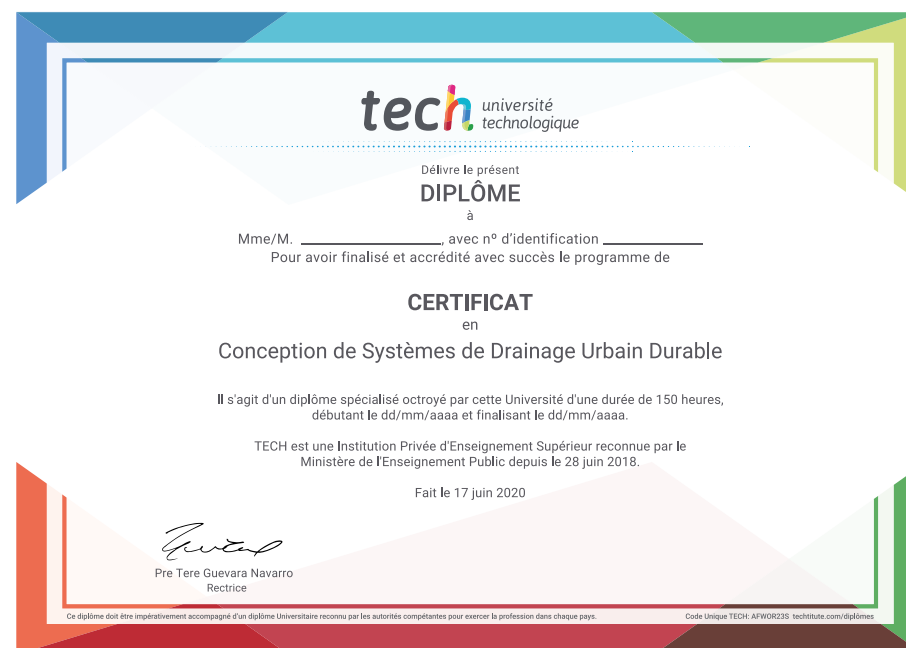 tech université
technologique
Délivre le présent
DIPLÔME
à
Mme/M. ____________________, avec nº d'identification ______________
Pour avoir finalisé et accrédité avec succès le programme de
CERTIFICAT
en
Conception de Systèmes de Drainage Urbain Durable
Il s'agit d'un diplôme spécialisé octroyé par cette Université d'une durée de 150 heures,
débutant le dd/mm/aaaa et finalisant le dd/mm/aaaa.
TECH est une Institution Privée d'Enseignement Supérieur reconnue par le
Ministère de l'Enseignement Public depuis le 28 juin 2018.
Fait le 17 juin 2020
Pre Tere Guevara Navarro
Rectrice
Ce diplôme doit être impérativement accompagné d'un diplôme Universitaire reconnu par les autorités compétantes pour exercer la profession dans chaque pays.
Code Unique TECH: AFWOR23S techtitute.com/diplômes